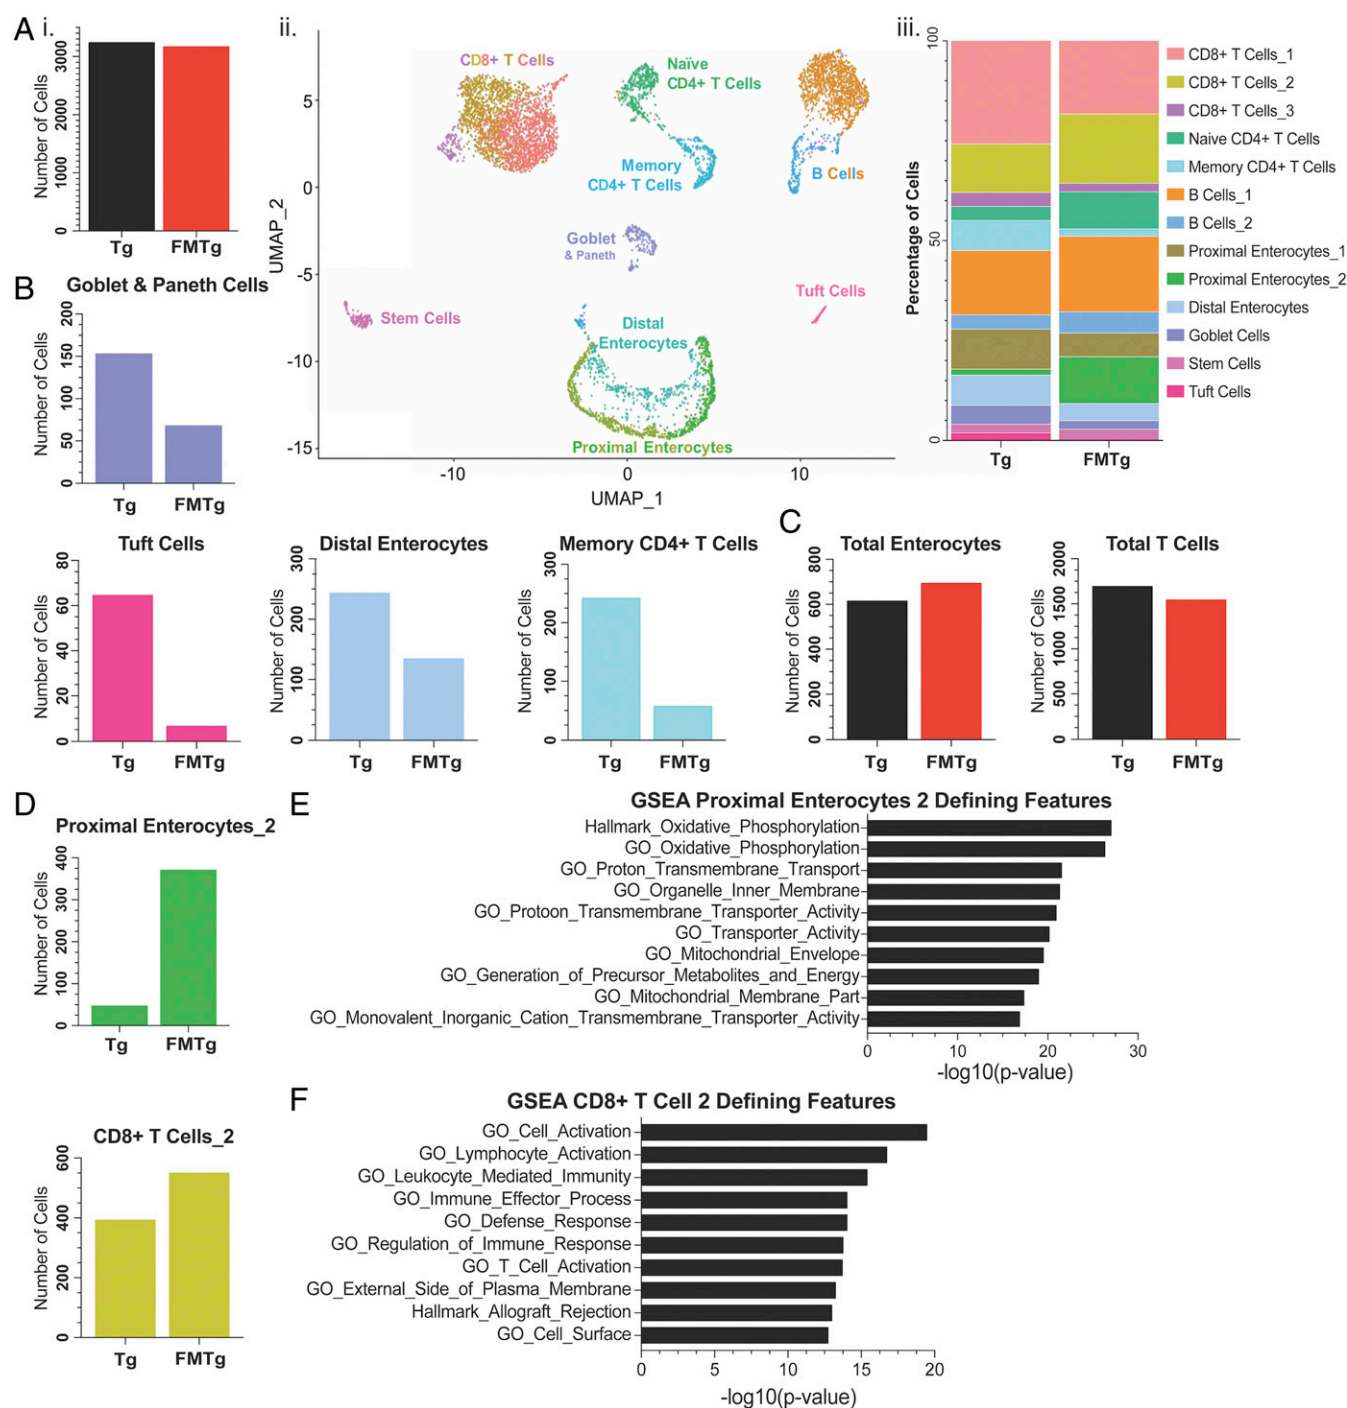 A i.
Number of Cells
3000
2000
1000
0
Tg
FMTg
ii.
UMAP_2
5
0
-5
-10
-15
-10
0
10
UMAP_1
CD8+ T Cells
Naïve
CD4+ T Cells
Memory
CD4+ T Cells
B Cells
Goblet
& Paneth
Tuft Cells
Stem Cells
Distal
Enterocytes
Proximal Enterocytes
iii.
Percentage of Cells
100
50
0
Tg
FMTg
CD8+ T Cells_1
CD8+ T Cells_2
CD8+ T Cells_3
Naive CD4+ T Cells
Memory CD4+ T Cells
B Cells_1
B Cells_2
Proximal Enterocytes_1
Proximal Enterocytes_2
Distal Enterocytes
Goblet Cells
Stem Cells
Tuft Cells
B
Goblet & Paneth Cells
Number of Cells
200
150
100
50
0
Tg
FMTg
Tuft Cells
Number of Cells
80
60
40
20
0
Tg
FMTg
Distal Enterocytes
Number of Cells
300
200
100
0
Tg
FMTg
Memory CD4+ T Cells
Number of Cells
300
200
100
0
Tg
FMTg
C
Total Enterocytes
Number of Cells
800
600
400
200
0
Tg
FMTg
Total T Cells
Number of Cells
2000
1500
1000
500
0
Tg
FMTg
D
Proximal Enterocytes_2
Number of Cells
400
300
200
100
0
Tg
FMTg
CD8+ T Cells_2
Number of Cells
600
400
200
0
Tg
FMTg
E
GSEA Proximal Enterocytes 2 Defining Features
Hallmark_Oxidative_Phosphorylation
GO_Oxidative_Phosphorylation
GO_Proton_Transmembrane_Transport
GO_Organelle_Inner_Membrane
GO_Protoon_Transmembrane_Transporter_Activity
GO_Transporter_Activity
GO_Mitochondrial_Envelope
GO_Generation_of_Precursor_Metabolites_and_Energy
GO_Mitochondrial_Membrane_Part
GO_Monovalent_Inorganic_Cation_Transmembrane_Transporter_Activity
0
10
20
30
-log10(p-value)
F
GSEA CD8+ T Cell 2 Defining Features
GO_Cell_Activation
GO_Lymphocyte_Activation
GO_Leukocyte_Mediated_Immunity
GO_Immune_Effector_Process
GO_Defense_Response
GO_Regulation_of_Immune_Response
GO_T_Cell_Activation
GO_External_Side_of_Plasma_Membrane
Hallmark_Allograft_Rejection
GO_Cell_Surface
0
5
10
15
20
-log10(p-value)